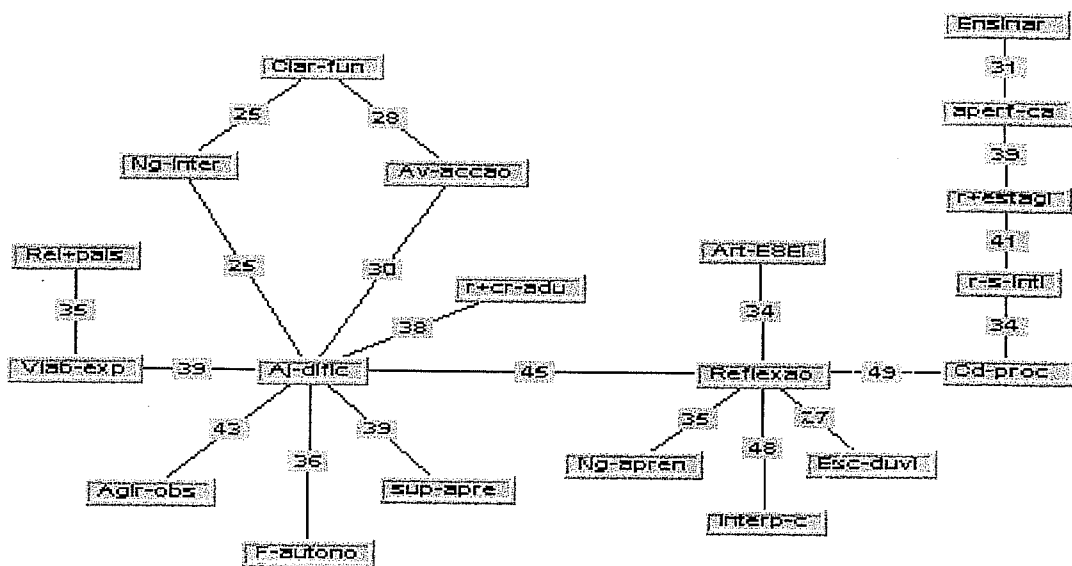 Ensinar
Clar-fun
31
25
28
aperf-ca
Ng-inter
Av-accao
39
r+estagi
Rel+pais
Art-ESEI
41
25
30
r+cr-adu
r-s-inti
35
38
34
34
Viab-exp
39
Aj-dific
45
Reflexao
49
Cd-proc
43
39
35
27
36
48
Ng-apren
Esc-duvi
Agir-obs
sup-apre
Interp-c
F-autono